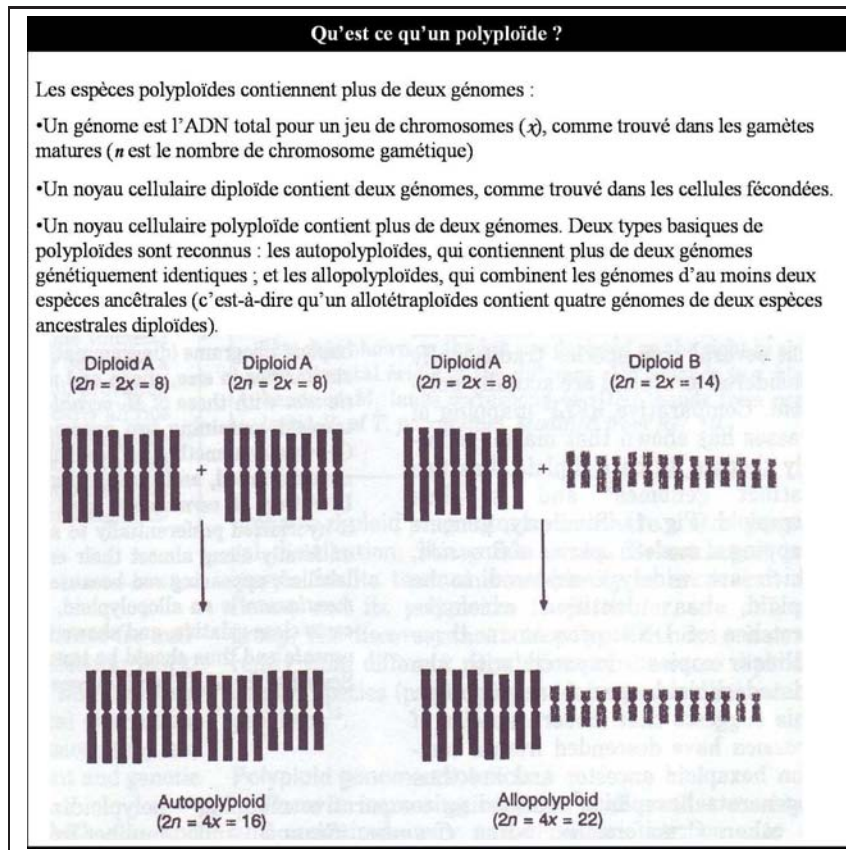 Qu’est ce qu’un polyploïde ?
Les espèces polyploïdes contiennent plus de deux génomes :
•Un génome est l’ADN total pour un jeu de chromosomes (x), comme trouvé dans les gamètes
matures (n est le nombre de chromosome gamétique)
•Un noyau cellulaire diploïde contient deux génomes, comme trouvé dans les cellules fécondées.
•Un noyau cellulaire polyploïde contient plus de deux génomes. Deux types basiques de
polyploïdes sont reconnus : les autopolyploïdes, qui contiennent plus de deux génomes
génétiquement identiques ; et les allopolyploïdes, qui combinent les génomes d’au moins deux
espèces ancêtrales (c’est-à-dire qu’un allotétraploïdes contient quatre génomes de deux espèces
ancestrales diploïdes).
Diploid A Diploid A Diploid A Diploid B
(2n = 2x = 8) (2n = 2x = 8) (2n = 2x = 8) (2n = 2x = 14)
+ +
Autopolyploid Allopolyploid
(2n = 4x = 16) (2n = 4x = 22)